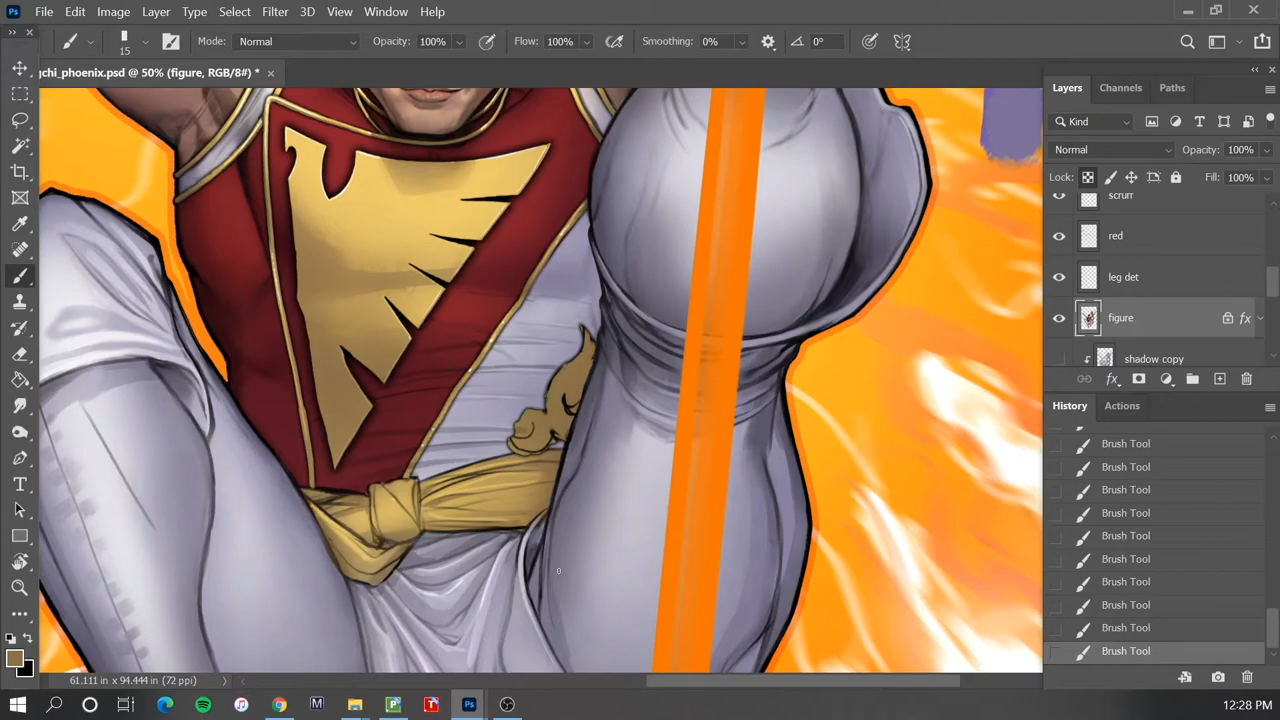 File Edit Image Layer Type Select Filter 3D View Window Help
15 Mode: Normal Opacity: 100% Flow: 100% Smoothing: 0% 0°
gchi_phoenix.psd @ 50% (figure, RGB/8#) *
Layers Channels Paths
Kind
Normal Opacity: 100%
Lock: Fill: 100%
scruff
red
leg det
figure fx
shadow copy
fx
History Actions
Brush Tool
Brush Tool
Brush Tool
Brush Tool
Brush Tool
Brush Tool
Brush Tool
Brush Tool
Brush Tool
Brush Tool
61.111 in x 94.444 in (72 ppi)
12:28 PM